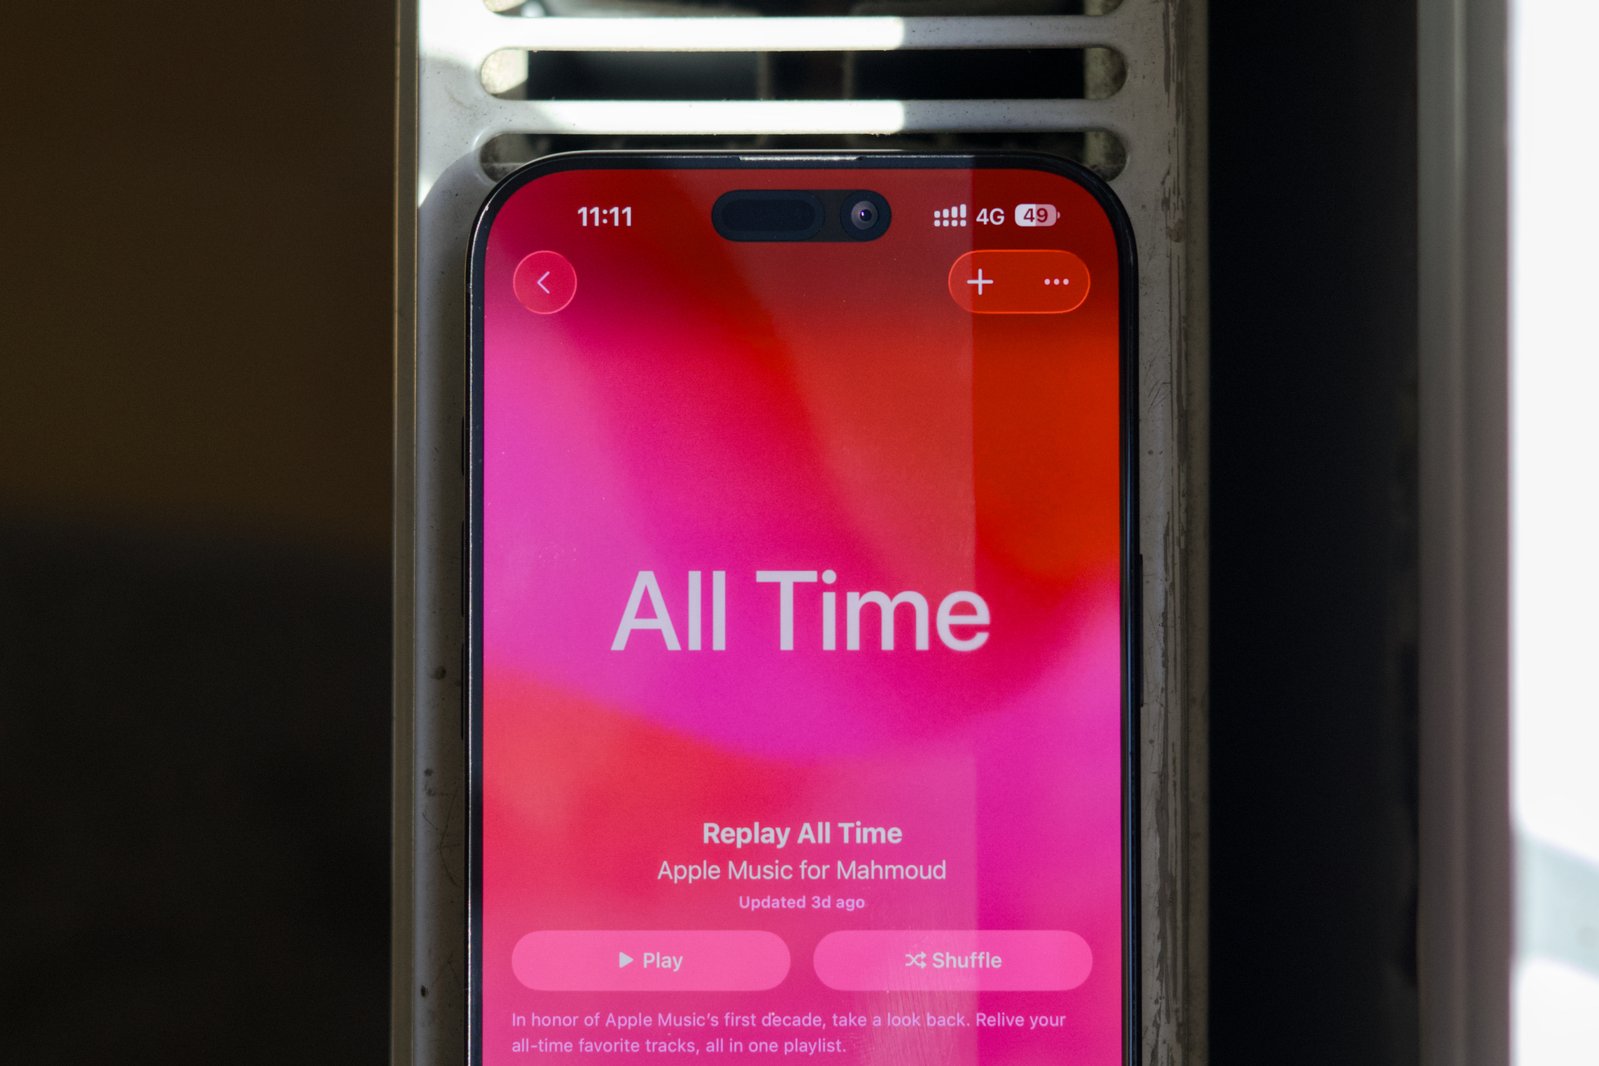 11:11 4G 49
All Time
Replay All Time
Apple Music for Mahmoud
Updated 3d ago
Play Shuffle
In honor of Apple Music's first decade, take a look back. Relive your
all-time favorite tracks, all in one playlist.